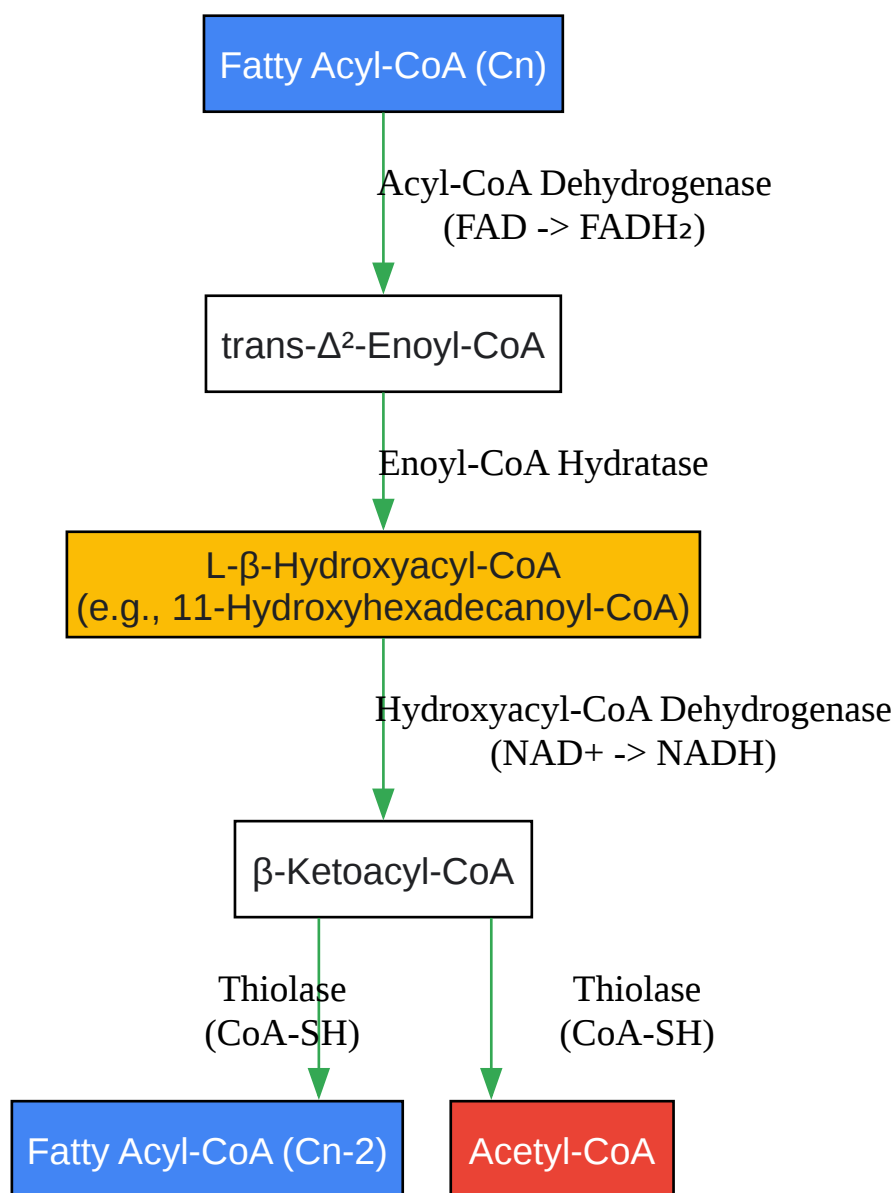 Fatty Acyl-CoA (Cn)
Acyl-CoA Dehydrogenase
(FAD -> FADH₂)
trans-Δ²-Enoyl-CoA
Enoyl-CoA Hydratase
L-β-Hydroxyacyl-CoA
(e.g., 11-Hydroxyhexadecanoyl-CoA)
Hydroxyacyl-CoA Dehydrogenase
(NAD+ -> NADH)
β-Ketoacyl-CoA
Thiolase
(CoA-SH)
Thiolase
(CoA-SH)
Fatty Acyl-CoA (Cn-2)
Acetyl-CoA